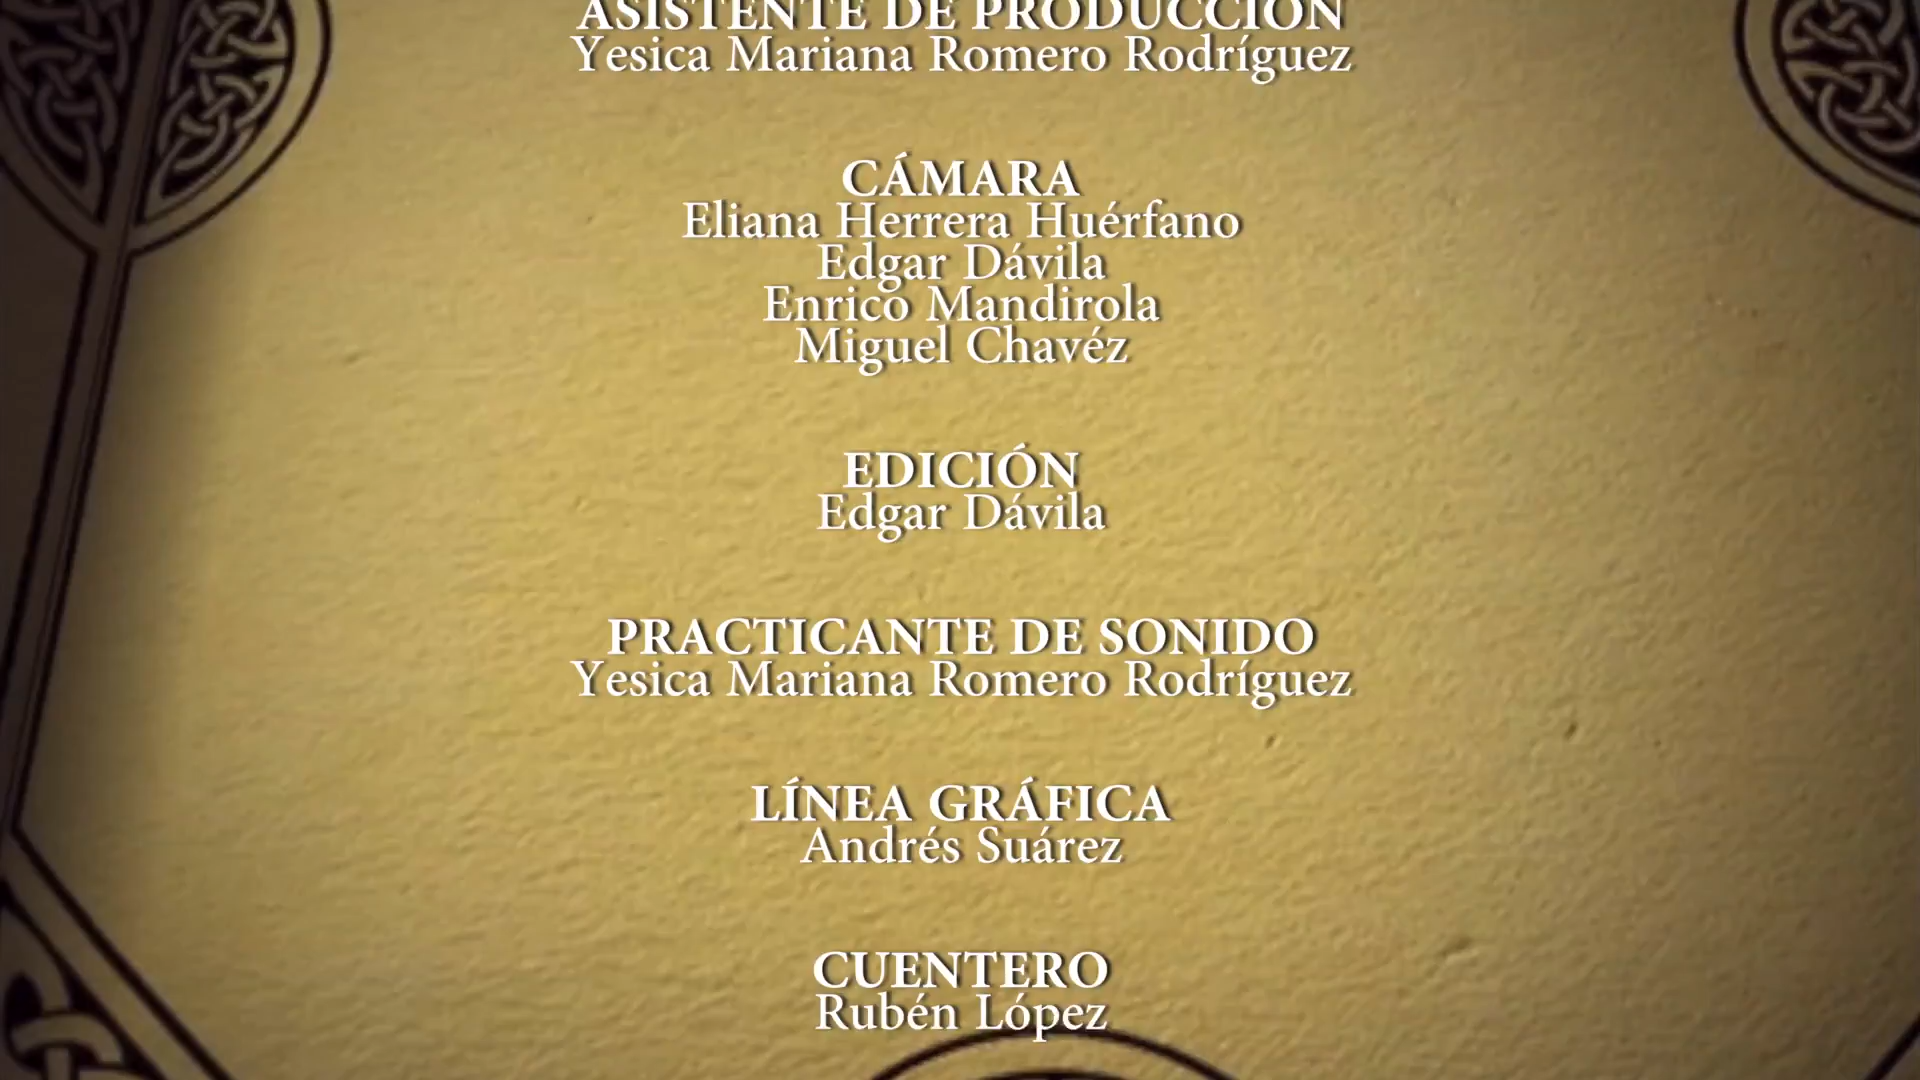 ASISTENTE DE PRODUCCIÓN
Yesica Mariana Romero Rodríguez
CÁMARA
Eliana Herrera Huérfano
Edgar Dávila
Enrico Mandirola
Miguel Chavéz
EDICIÓN
Edgar Dávila
PRACTICANTE DE SONIDO
Yesica Mariana Romero Rodríguez
LÍNEA GRÁFICA
Andrés Suárez
CUENTERO
Rubén López